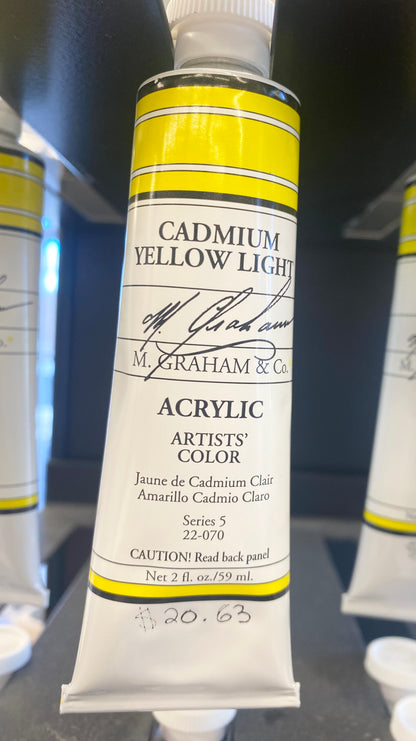 CADMIUM
YELLOW LIGHT
M. Graham
M. GRAHAM & Co.
ACRYLIC
ARTISTS'
COLOR
Jaune de Cadmium Clair
Amarillo Cadmio Claro
Series 5
22-070
CAUTION! Read back panel
Net 2 fl. oz./59 ml.
$20.63